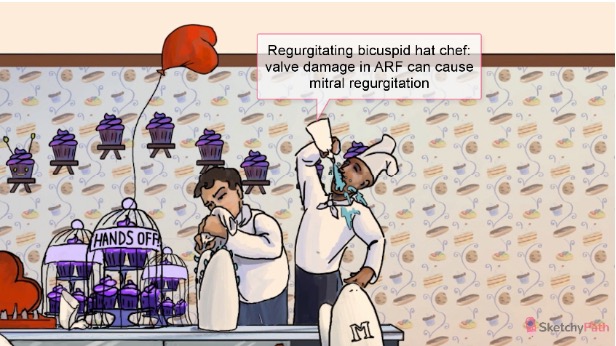 Regurgitating bicuspid hat chef:
valve damage in ARF can cause
mitral regurgitation
HANDS OFF!
M
SketchyPath